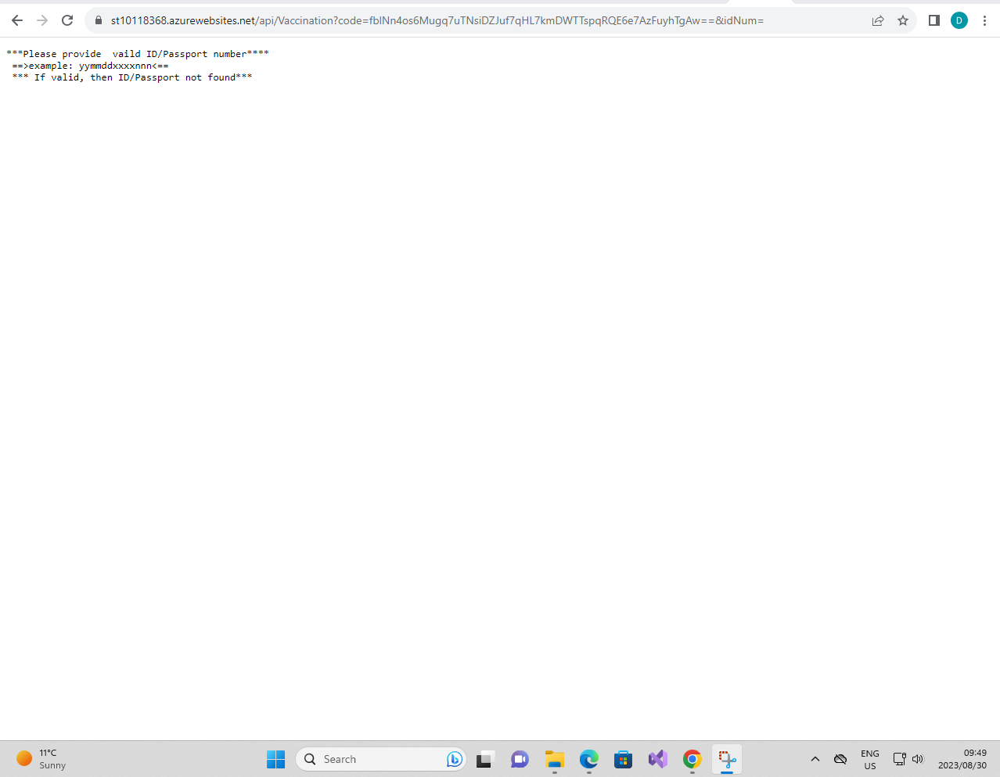 st10118368.azurewebsites.net/api/Vaccination?code=fblNn4os6Mugq7uTNsiDZJuf7qHL7kmDWTTspqRQE6e7AzFuyhTgAw==&idNum=
D
***Please provide  vaild ID/Passport number****
==>example: yymmddxxxxnnn<==
*** If valid, then ID/Passport not found***
11°C
Sunny
Search
ENG
US
09:49
2023/08/30